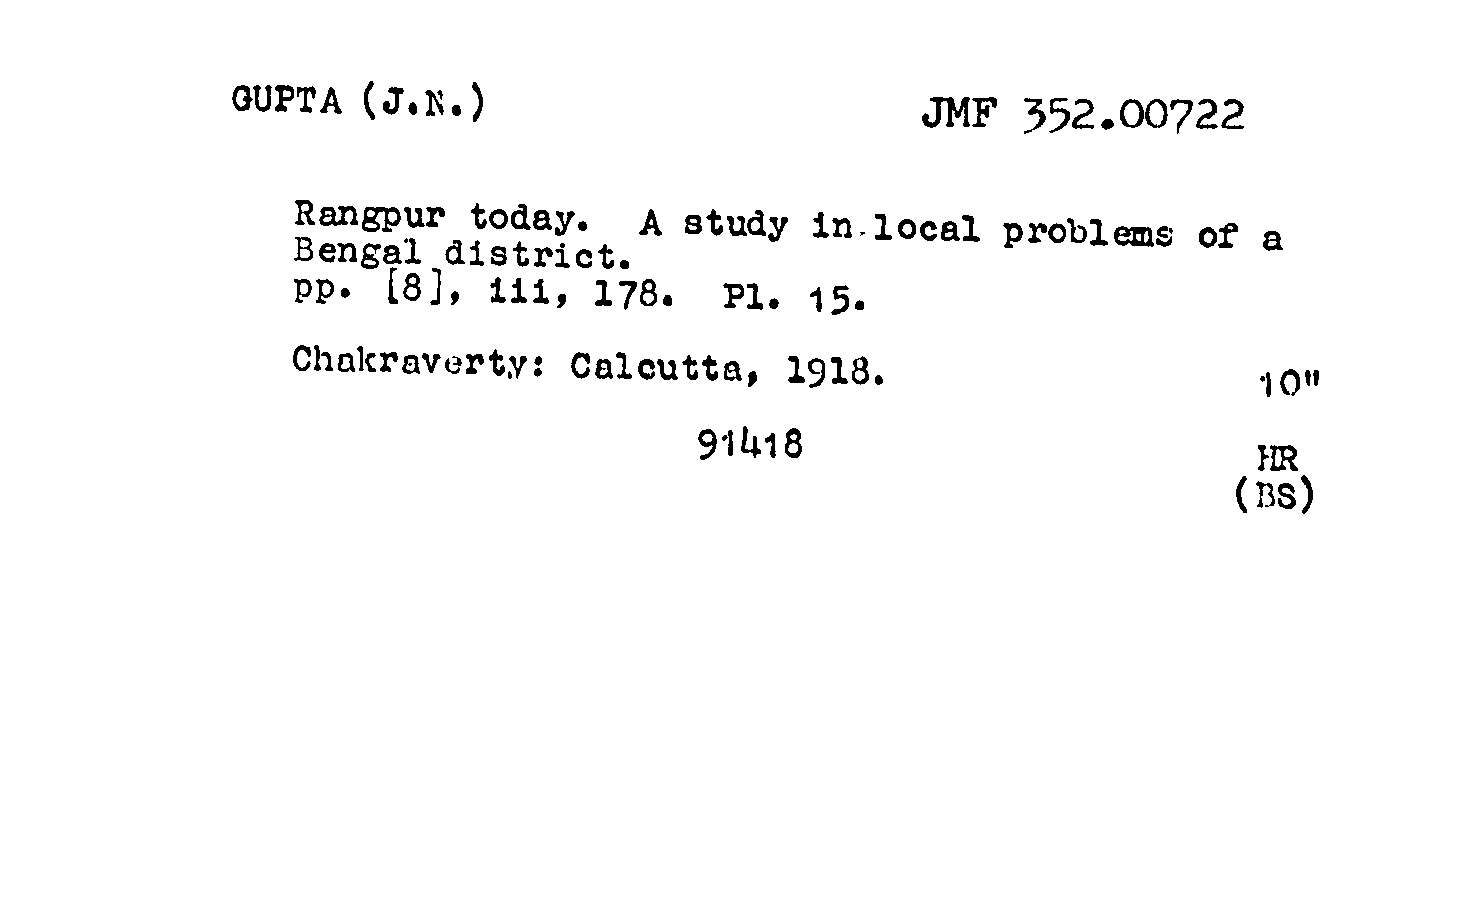 GUPTA (J.N.) JMF 352.00722
Rangpur today. A study in local problems of a
Bengal district.
pp. [8], iii, 178. Pl. 15.
Chakraverty: Calcutta, 1918.
10"
91418
HR
(BS)